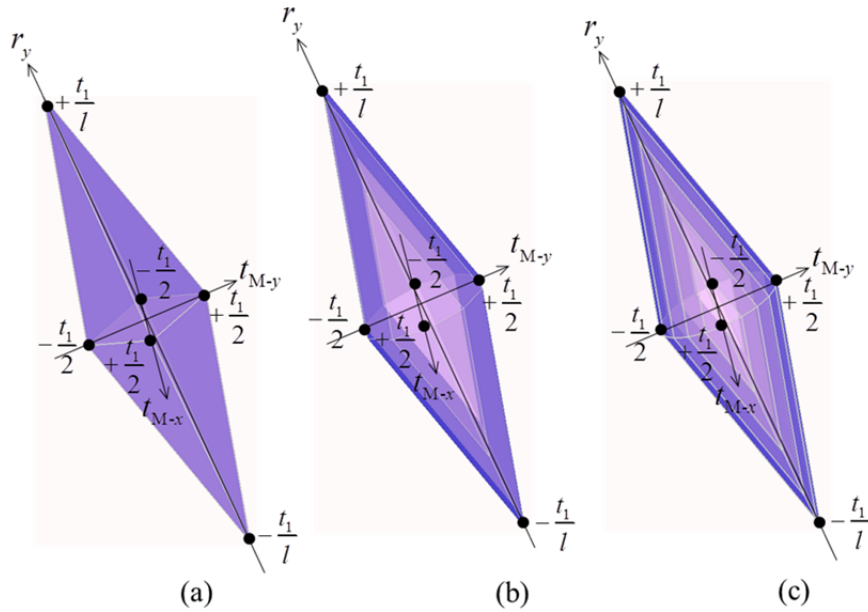 r_y
+ t_1/l
- t_1/2
t_M-y
+ t_1/2
- t_1/2
+ t_1/2
t_M-x
- t_1/l
(a)
r_y
+ t_1/l
- t_1/2
t_M-y
+ t_1/2
- t_1/2
+ t_1/2
t_M-x
- t_1/l
(b)
r_y
+ t_1/l
- t_1/2
t_M-y
+ t_1/2
- t_1/2
+ t_1/2
t_M-x
- t_1/l
(c)